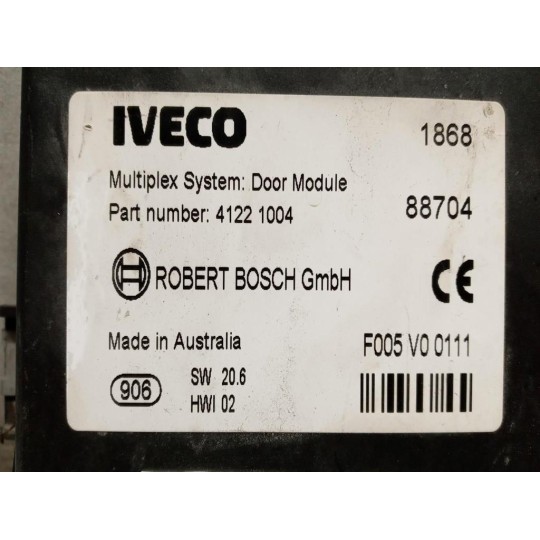 IVECO 1868
Multiplex System: Door Module
Part number: 4122 1004 88704
ROBERT BOSCH GmbH CE
Made in Australia F005 V0 0111
906 SW 20.6
HWI 02